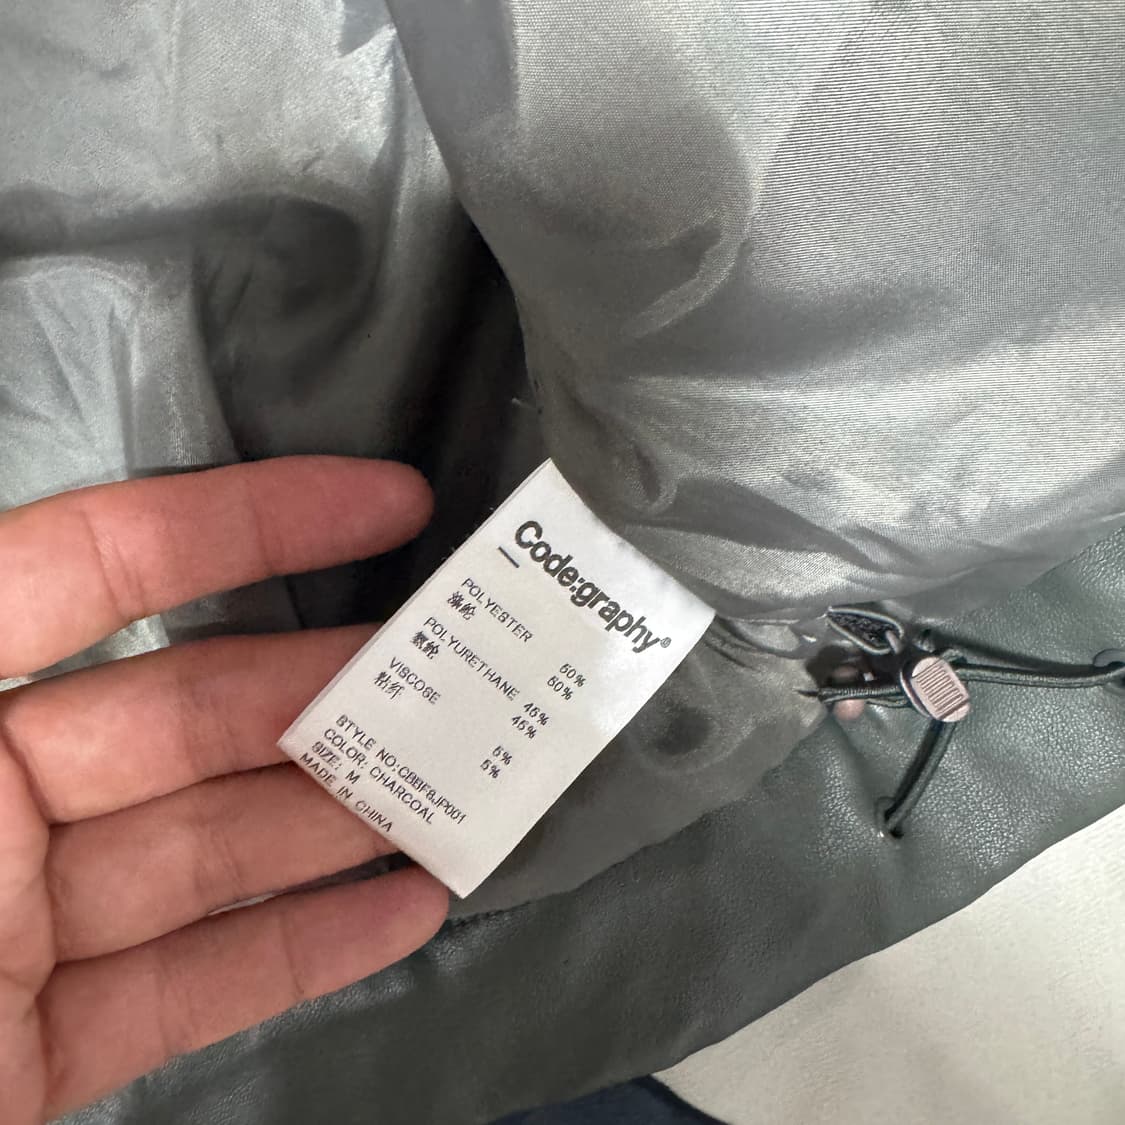 Code:graphy®
POLYESTER 50%
涤纶 50%
POLYURETHANE 45%
氨纶 45%
VISCOSE 5%
粘纤 5%
STYLE NO:CBBF8JP001
COLOR: CHARCOAL
SIZE: M
MADE IN CHINA